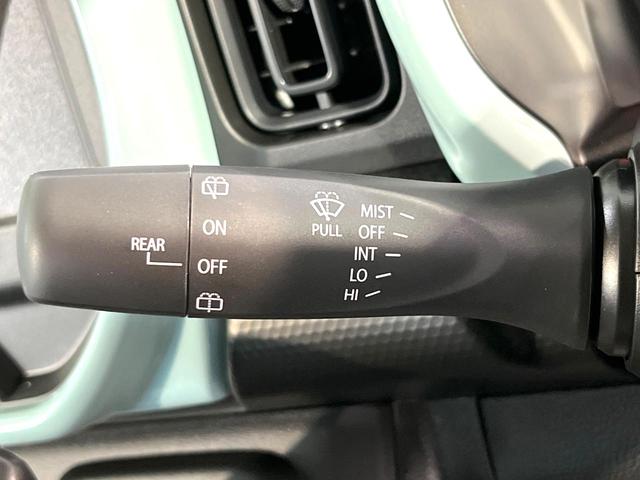 REAR
ON
OFF
PULL
MIST
OFF
INT
LO
HI